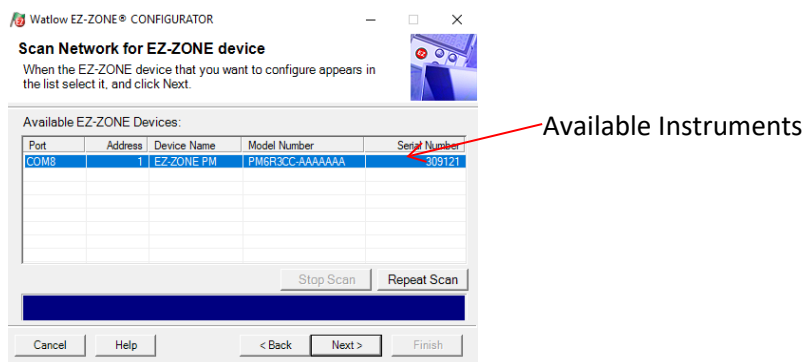 Watlow EZ-ZONE® CONFIGURATOR
Scan Network for EZ-ZONE device
When the EZ-ZONE device that you want to configure appears in
the list select it, and click Next.
Available EZ-ZONE Devices:
Port Address Device Name Model Number Serial Number
COM8 1 EZ-ZONE PM PM6R3CC-AAAAAAA 309121
Available Instruments
Stop Scan Repeat Scan
Cancel Help < Back Next > Finish